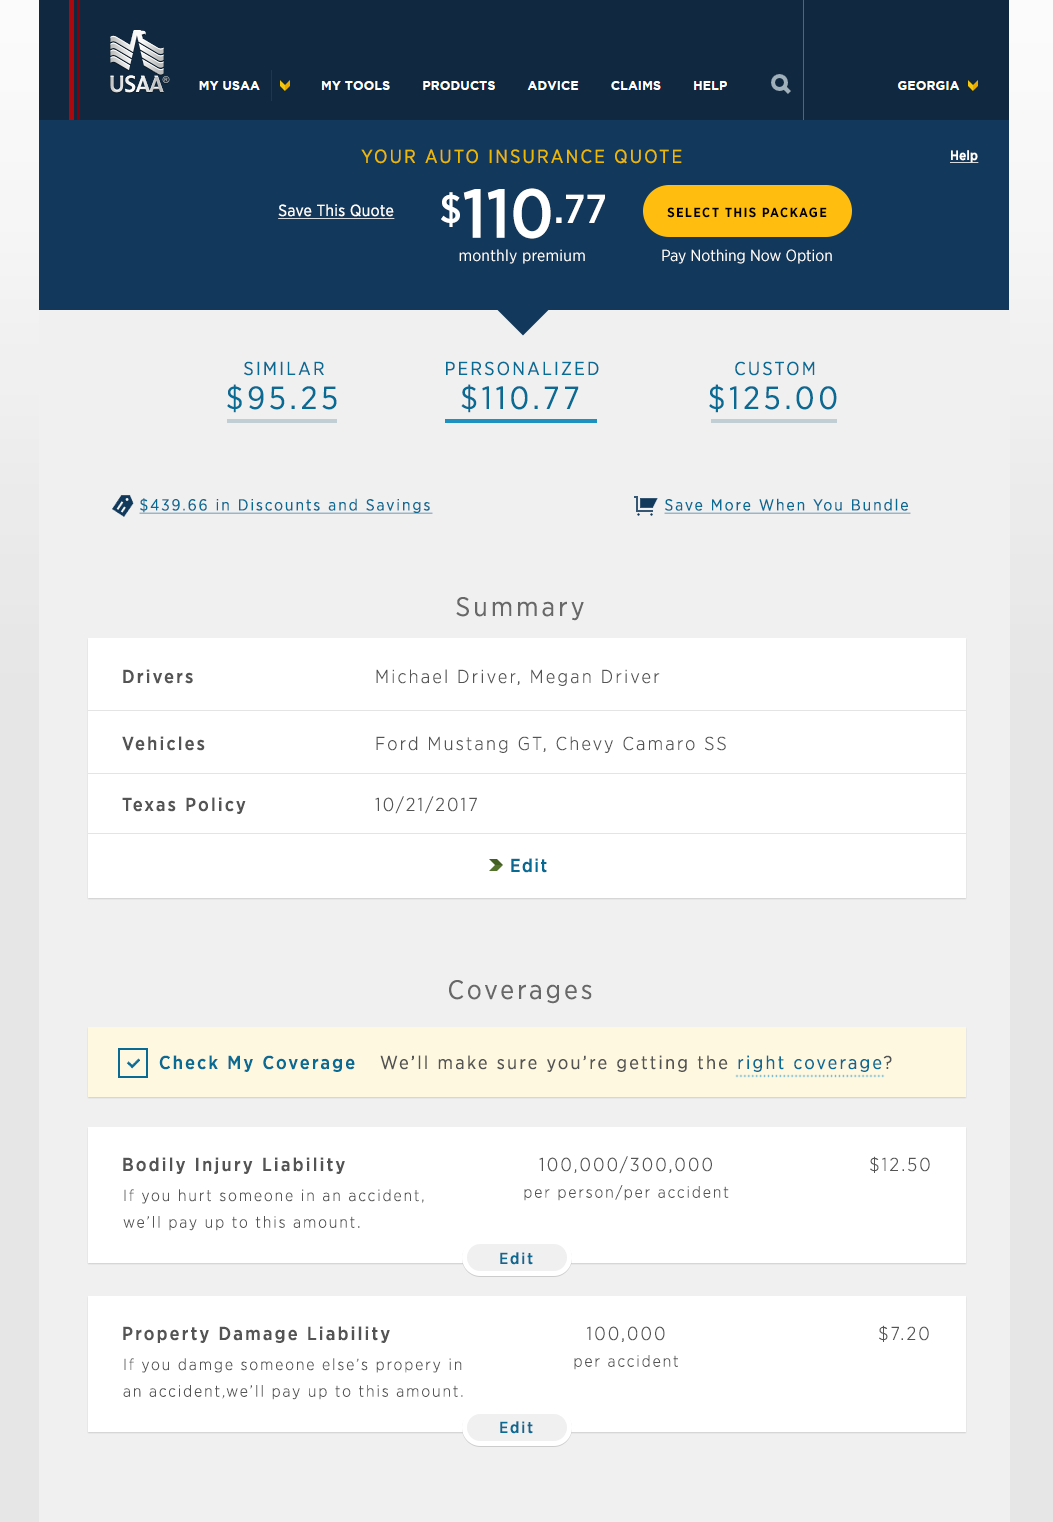 USAA®
MY USAA
MY TOOLS
PRODUCTS
ADVICE
CLAIMS
HELP
GEORGIA
YOUR AUTO INSURANCE QUOTE
Help
Save This Quote
$110.77
SELECT THIS PACKAGE
monthly premium
Pay Nothing Now Option
SIMILAR
$95.25
PERSONALIZED
$110.77
CUSTOM
$125.00
$439.66 in Discounts and Savings
Save More When You Bundle
Summary
Drivers Michael Driver, Megan Driver
Vehicles Ford Mustang GT, Chevy Camaro SS
Texas Policy 10/21/2017
Edit
Coverages
Check My Coverage We’ll make sure you’re getting the right coverage?
Bodily Injury Liability 100,000/300,000 $12.50
If you hurt someone in an accident, per person/per accident
we’ll pay up to this amount.
Edit
Property Damage Liability 100,000 $7.20
If you damge someone else’s propery in per accident
an accident,we’ll pay up to this amount.
Edit